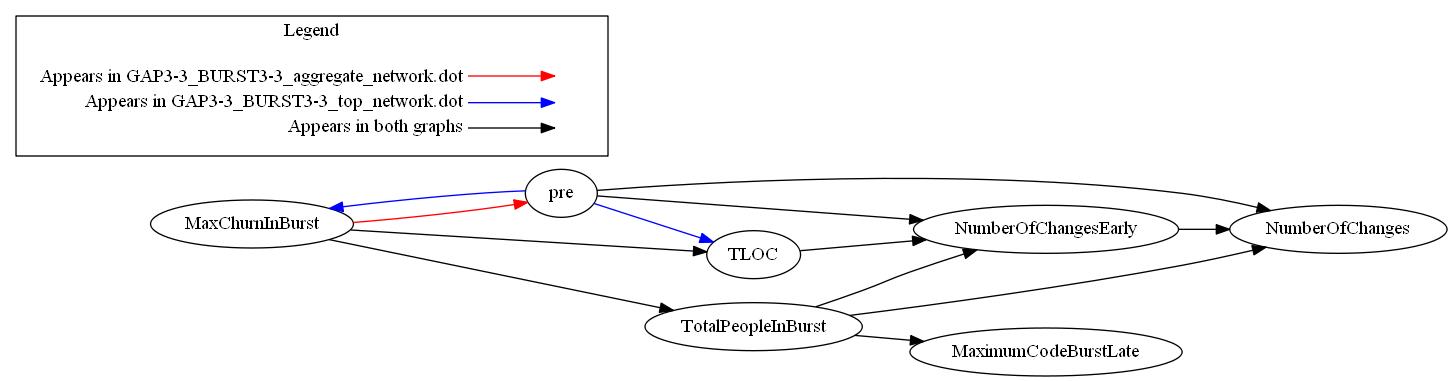 Legend
Appears in GAP3-3_BURST3-3_aggregate_network.dot
Appears in GAP3-3_BURST3-3_top_network.dot
Appears in both graphs
pre
MaxChurnInBurst
NumberOfChangesEarly
NumberOfChanges
TLOC
TotalPeopleInBurst
MaximumCodeBurstLate